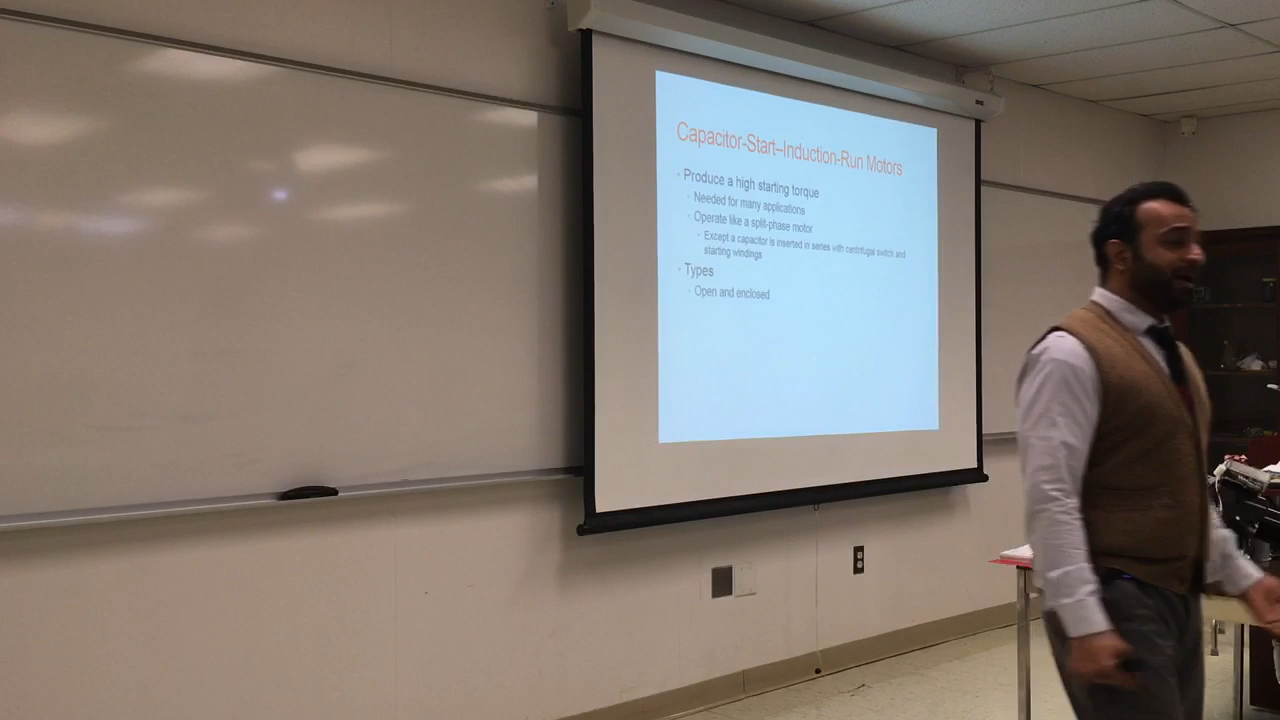 Capacitor-Start–Induction-Run Motors
Produce a high starting torque
Needed for many applications
Operate like a split-phase motor
Except a capacitor is inserted in series with centrifugal switch and
starting windings
Types
Open and enclosed